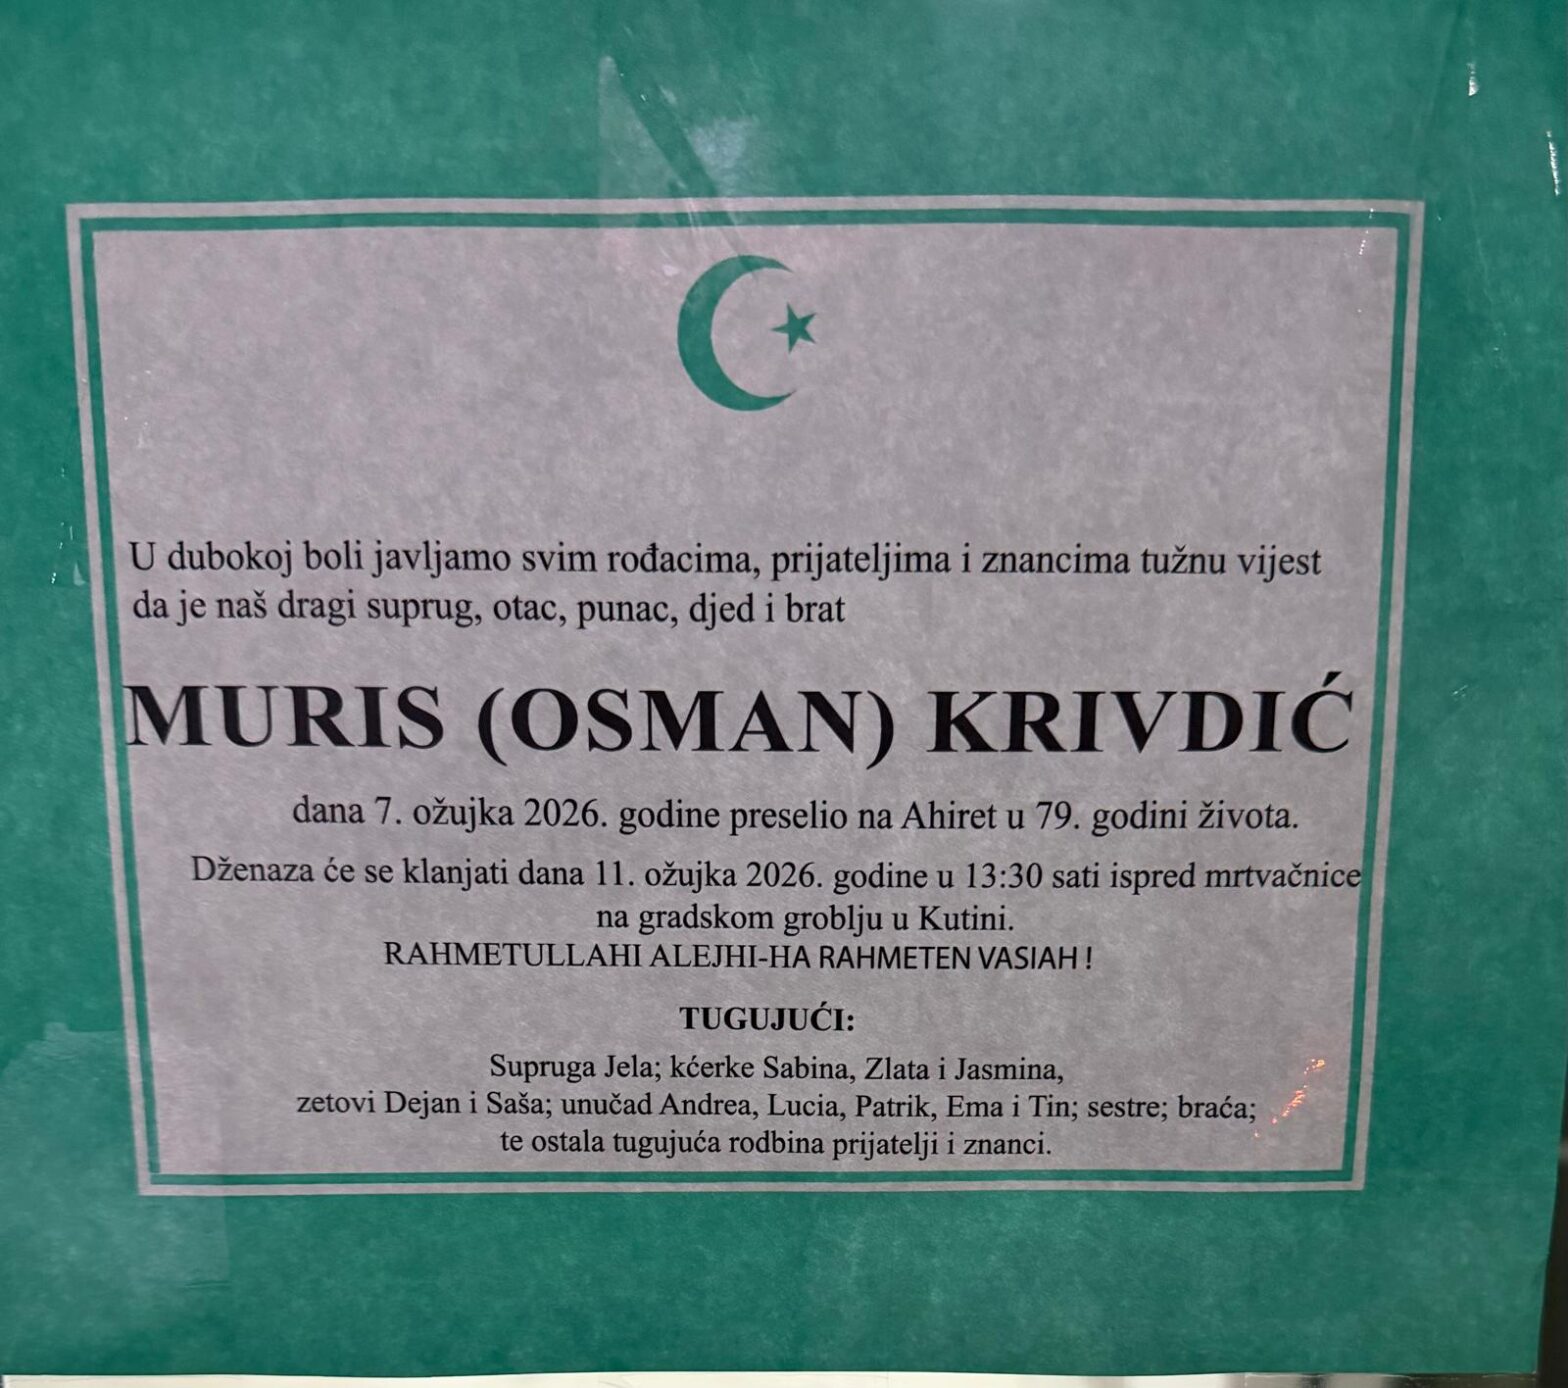 U dubokoj boli javljamo svim rođacima, prijateljima i znancima tužnu vijest
da je naš dragi suprug, otac, punac, djed i brat
MURIS (OSMAN) KRIVDIĆ
dana 7. ožujka 2026. godine preselio na Ahiret u 79. godini života.
Dženaza će se klanjati dana 11. ožujka 2026. godine u 13:30 sati ispred mrtvačnice
na gradskom groblju u Kutini.
RAHMETULLAHI ALEJHI-HA RAHMETEN VASIAH !
TUGUJUĆI:
Supruga Jela; kćerke Sabina, Zlata i Jasmina,
zetovi Dejan i Saša; unučad Andrea, Lucia, Patrik, Ema i Tin; sestre; braća;
te ostala tugujuća rodbina prijatelji i znanci.